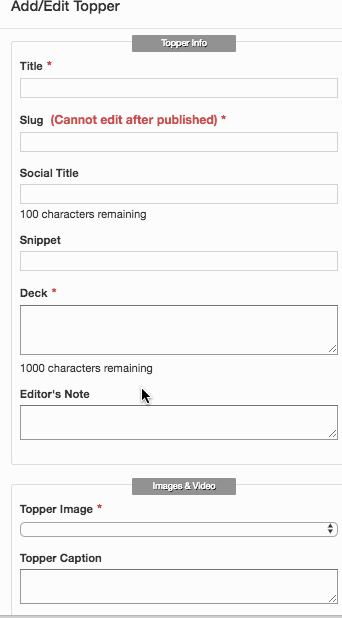 Add/Edit Topper
Topper Info
Title *
Slug (Cannot edit after published) *
Social Title
100 characters remaining
Snippet
Deck *
1000 characters remaining
Editor's Note
Images & Video
Topper Image *
Topper Caption